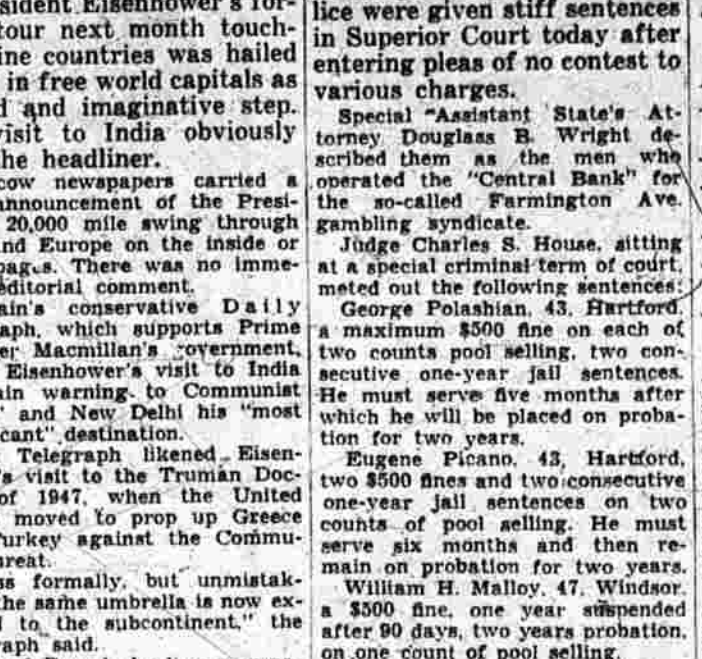 sident Eisenhower's for-
tour next month touch-
ine countries was hailed
in free world capitals as
d and imaginative step.
visit to India obviously
he headliner.
cow newspapers carried a
announcement of the Presi-
20,000 mile swing through
nd Europe on the inside or
pages. There was no imme-
editorial comment.
ain's conservative Daily
aph, which supports Prime
er Macmillan's government,
Eisenhower's visit to India
ain warning to Communist
" and New Delhi his "most
cant" destination.
Telegraph likened Eisen-
's visit to the Truman Doc-
of 1947, when the United
moved to prop up Greece
Turkey against the Commu-
hreat.
ss formally, but unmistak-
the same umbrella is now ex-
d to the subcontinent," the
raph said.
lice were given stiff sentences
in Superior Court today after
entering pleas of no contest to
various charges.
Special "Assistant State's At-
torney Douglass B. Wright de-
scribed them as the men who
operated the "Central Bank" for
the so-called Farmington Ave.
gambling syndicate.
Judge Charles S. House, sitting
at a special criminal term of court,
meted out the following sentences:
George Polashian, 43, Hartford,
a maximum $500 fine on each of
two counts pool selling, two con-
secutive one-year jail sentences.
He must serve five months after
which he will be placed on proba-
tion for two years.
Eugene Picano, 43, Hartford,
two $500 fines and two consecutive
one-year jail sentences on two
counts of pool selling. He must
serve six months and then re-
main on probation for two years.
William H. Malloy, 47, Windsor,
a $500 fine, one year suspended
after 90 days, two years probation,
on one count of pool selling.